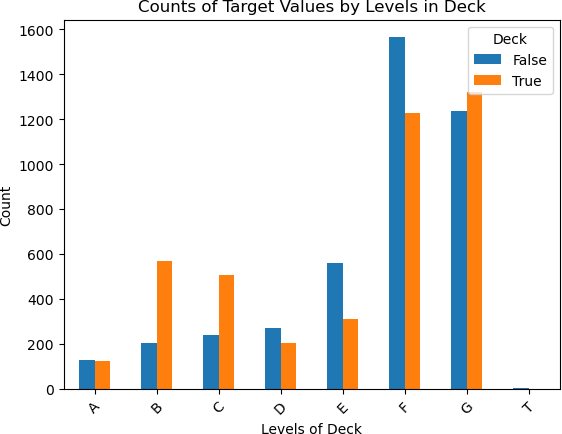 Counts of Target Values by Levels in Deck
Deck
False
True
Count
1600
1400
1200
1000
800
600
400
200
0
A
B
C
D
E
F
G
T
Levels of Deck